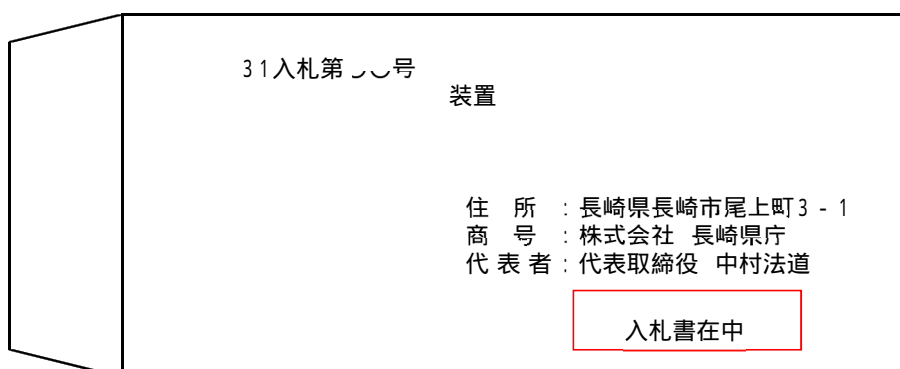 31入札第 号
装置
住 所 : 長崎県長崎市尾上町3-1
商 号 : 株式会社 長崎県庁
代表者 : 代表取締役 中村法道
入札書在中